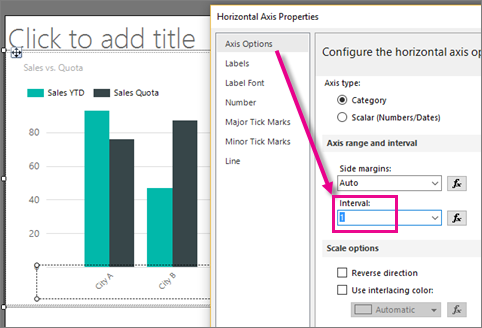 Click to add title
Sales vs. Quota
Sales YTD
Sales Quota
80
60
40
20
City A
City B
Horizontal Axis Properties
Axis Options
Labels
Label Font
Number
Major Tick Marks
Minor Tick Marks
Line
Configure the horizontal axis op
Axis type:
Category
Scalar (Numbers/Dates)
Axis range and interval
Side margins:
Auto
fx
Interval:
1
fx
Scale options
Reverse direction
Use interlacing color:
Automatic
fx